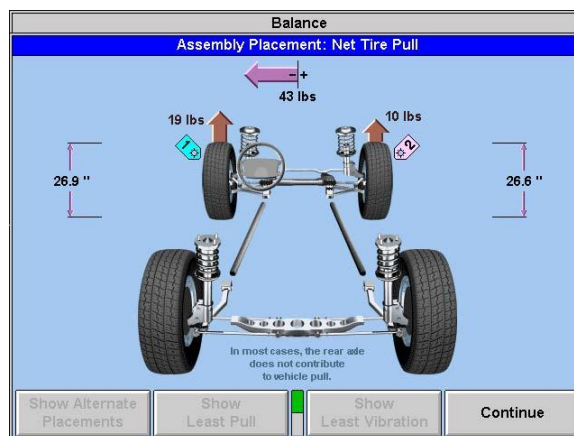 Balance
Assembly Placement: Net Tire Pull
- +
43 lbs
19 lbs
10 lbs
1
2
26.9 "
26.6 "
In most cases, the rear axle
does not contribute
to vehicle pull.
Show Alternate
Placements
Show
Least Pull
Show
Least Vibration
Continue